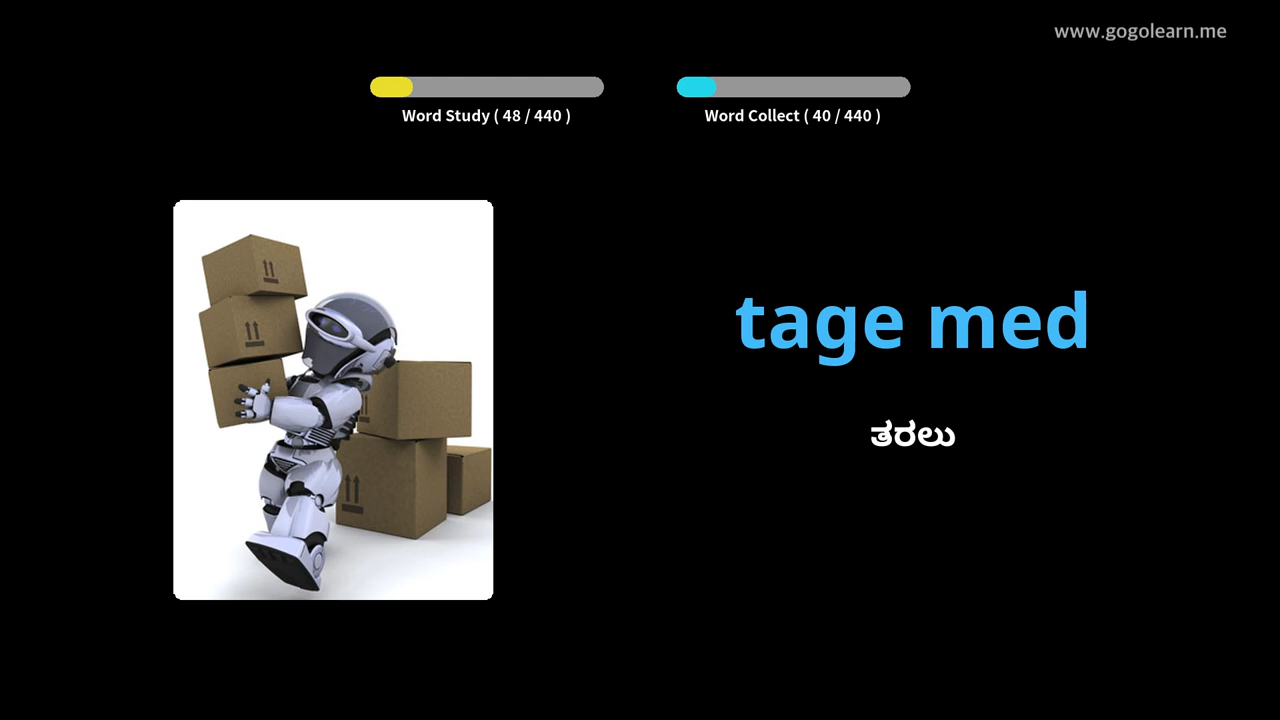 www.gogolearn.me
Word Study ( 48 / 440 )
Word Collect ( 40 / 440 )
tage med
ತರಲು